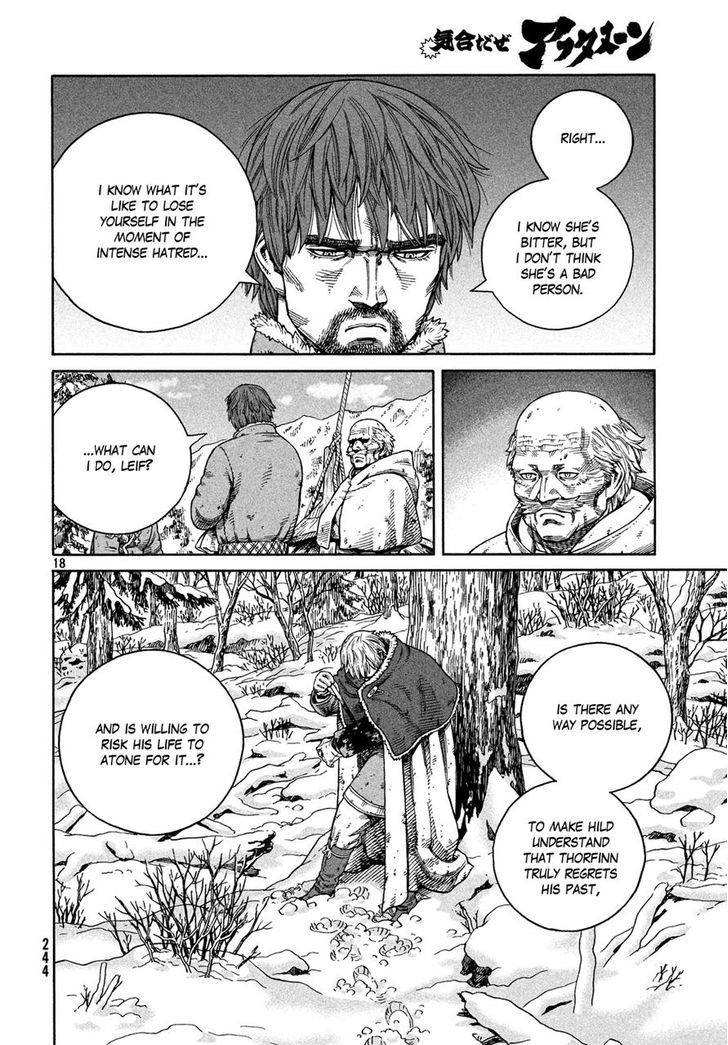 気合だぜ アフタヌーン
RIGHT...
I KNOW SHE'S
BITTER, BUT
I DON'T THINK
SHE'S A BAD
PERSON.
I KNOW WHAT IT'S
LIKE TO LOSE
YOURSELF IN THE
MOMENT OF
INTENSE HATRED...
...WHAT CAN
I DO, LEIF?
18
IS THERE ANY
WAY POSSIBLE,
TO MAKE HILD
UNDERSTAND
THAT THORFINN
TRULY REGRETS
HIS PAST,
AND IS WILLING TO
RISK HIS LIFE TO
ATONE FOR IT...?
244